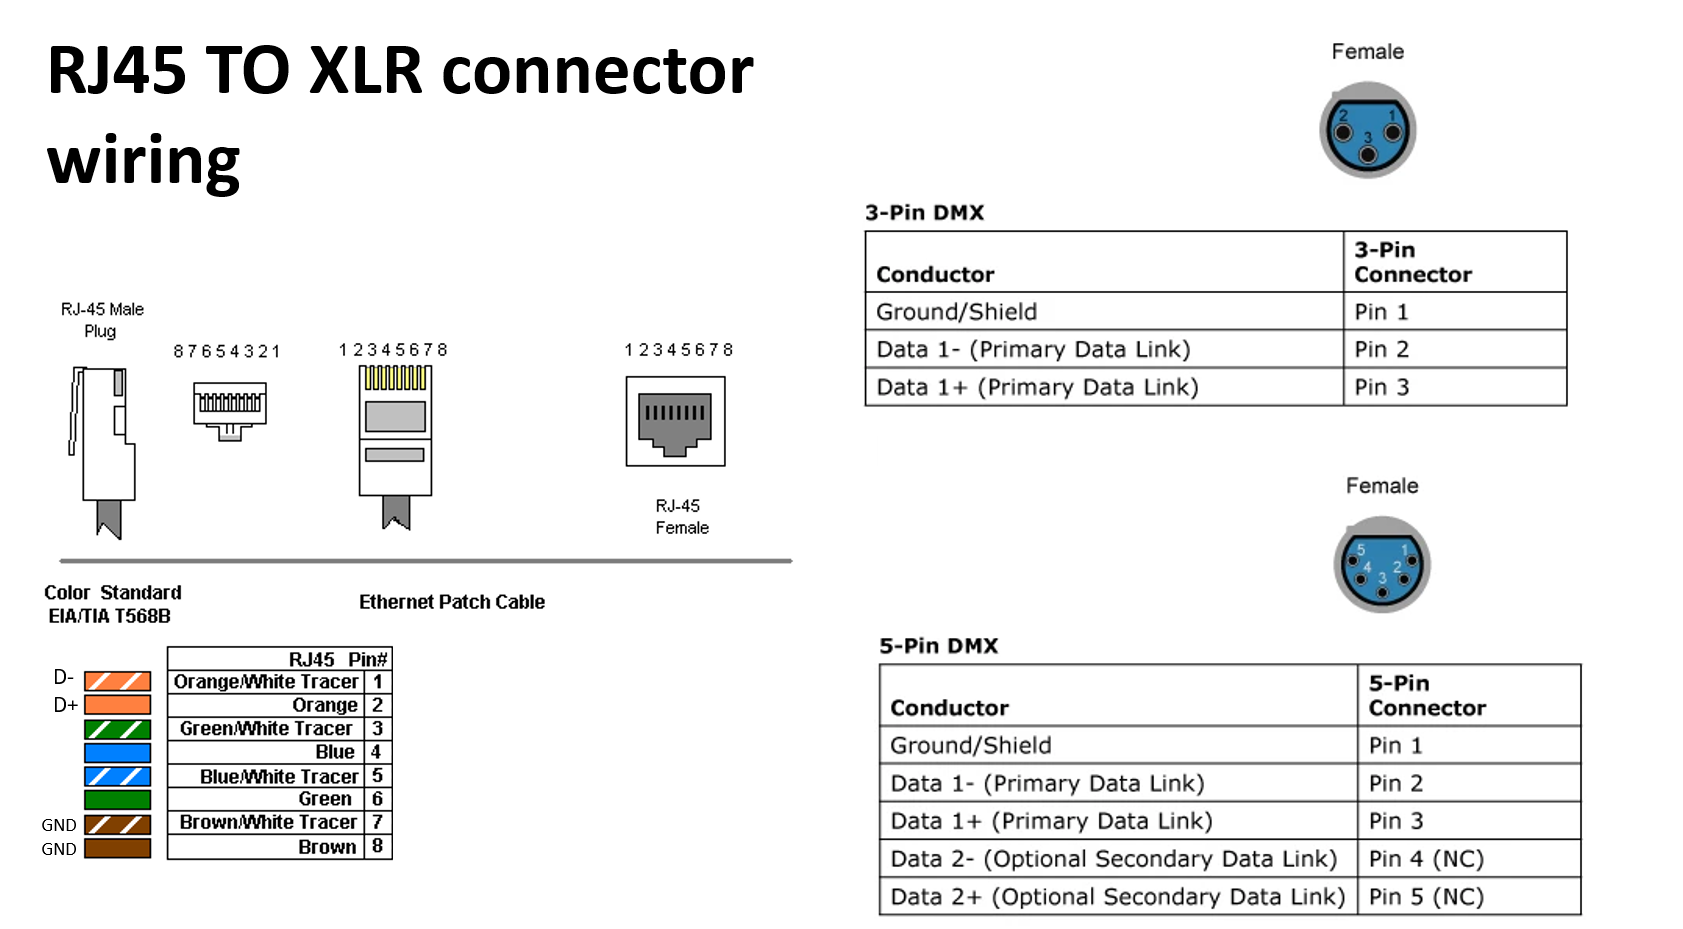 RJ45 TO XLR connector
wiring
RJ-45 Male
Plug
8 7 6 5 4 3 2 1
1 2 3 4 5 6 7 8
1 2 3 4 5 6 7 8
RJ-45
Female
Color Standard
EIA/TIA T568B
Ethernet Patch Cable
RJ45 Pin#
D- Orange/White Tracer 1
D+ Orange 2
Green/White Tracer 3
Blue 4
Blue/White Tracer 5
Green 6
GND Brown/White Tracer 7
GND Brown 8
Female
2 1
3
3-Pin DMX
Conductor 3-Pin Connector
Ground/Shield Pin 1
Data 1- (Primary Data Link) Pin 2
Data 1+ (Primary Data Link) Pin 3
Female
5 1
4 2
3
5-Pin DMX
Conductor 5-Pin Connector
Ground/Shield Pin 1
Data 1- (Primary Data Link) Pin 2
Data 1+ (Primary Data Link) Pin 3
Data 2- (Optional Secondary Data Link) Pin 4 (NC)
Data 2+ (Optional Secondary Data Link) Pin 5 (NC)